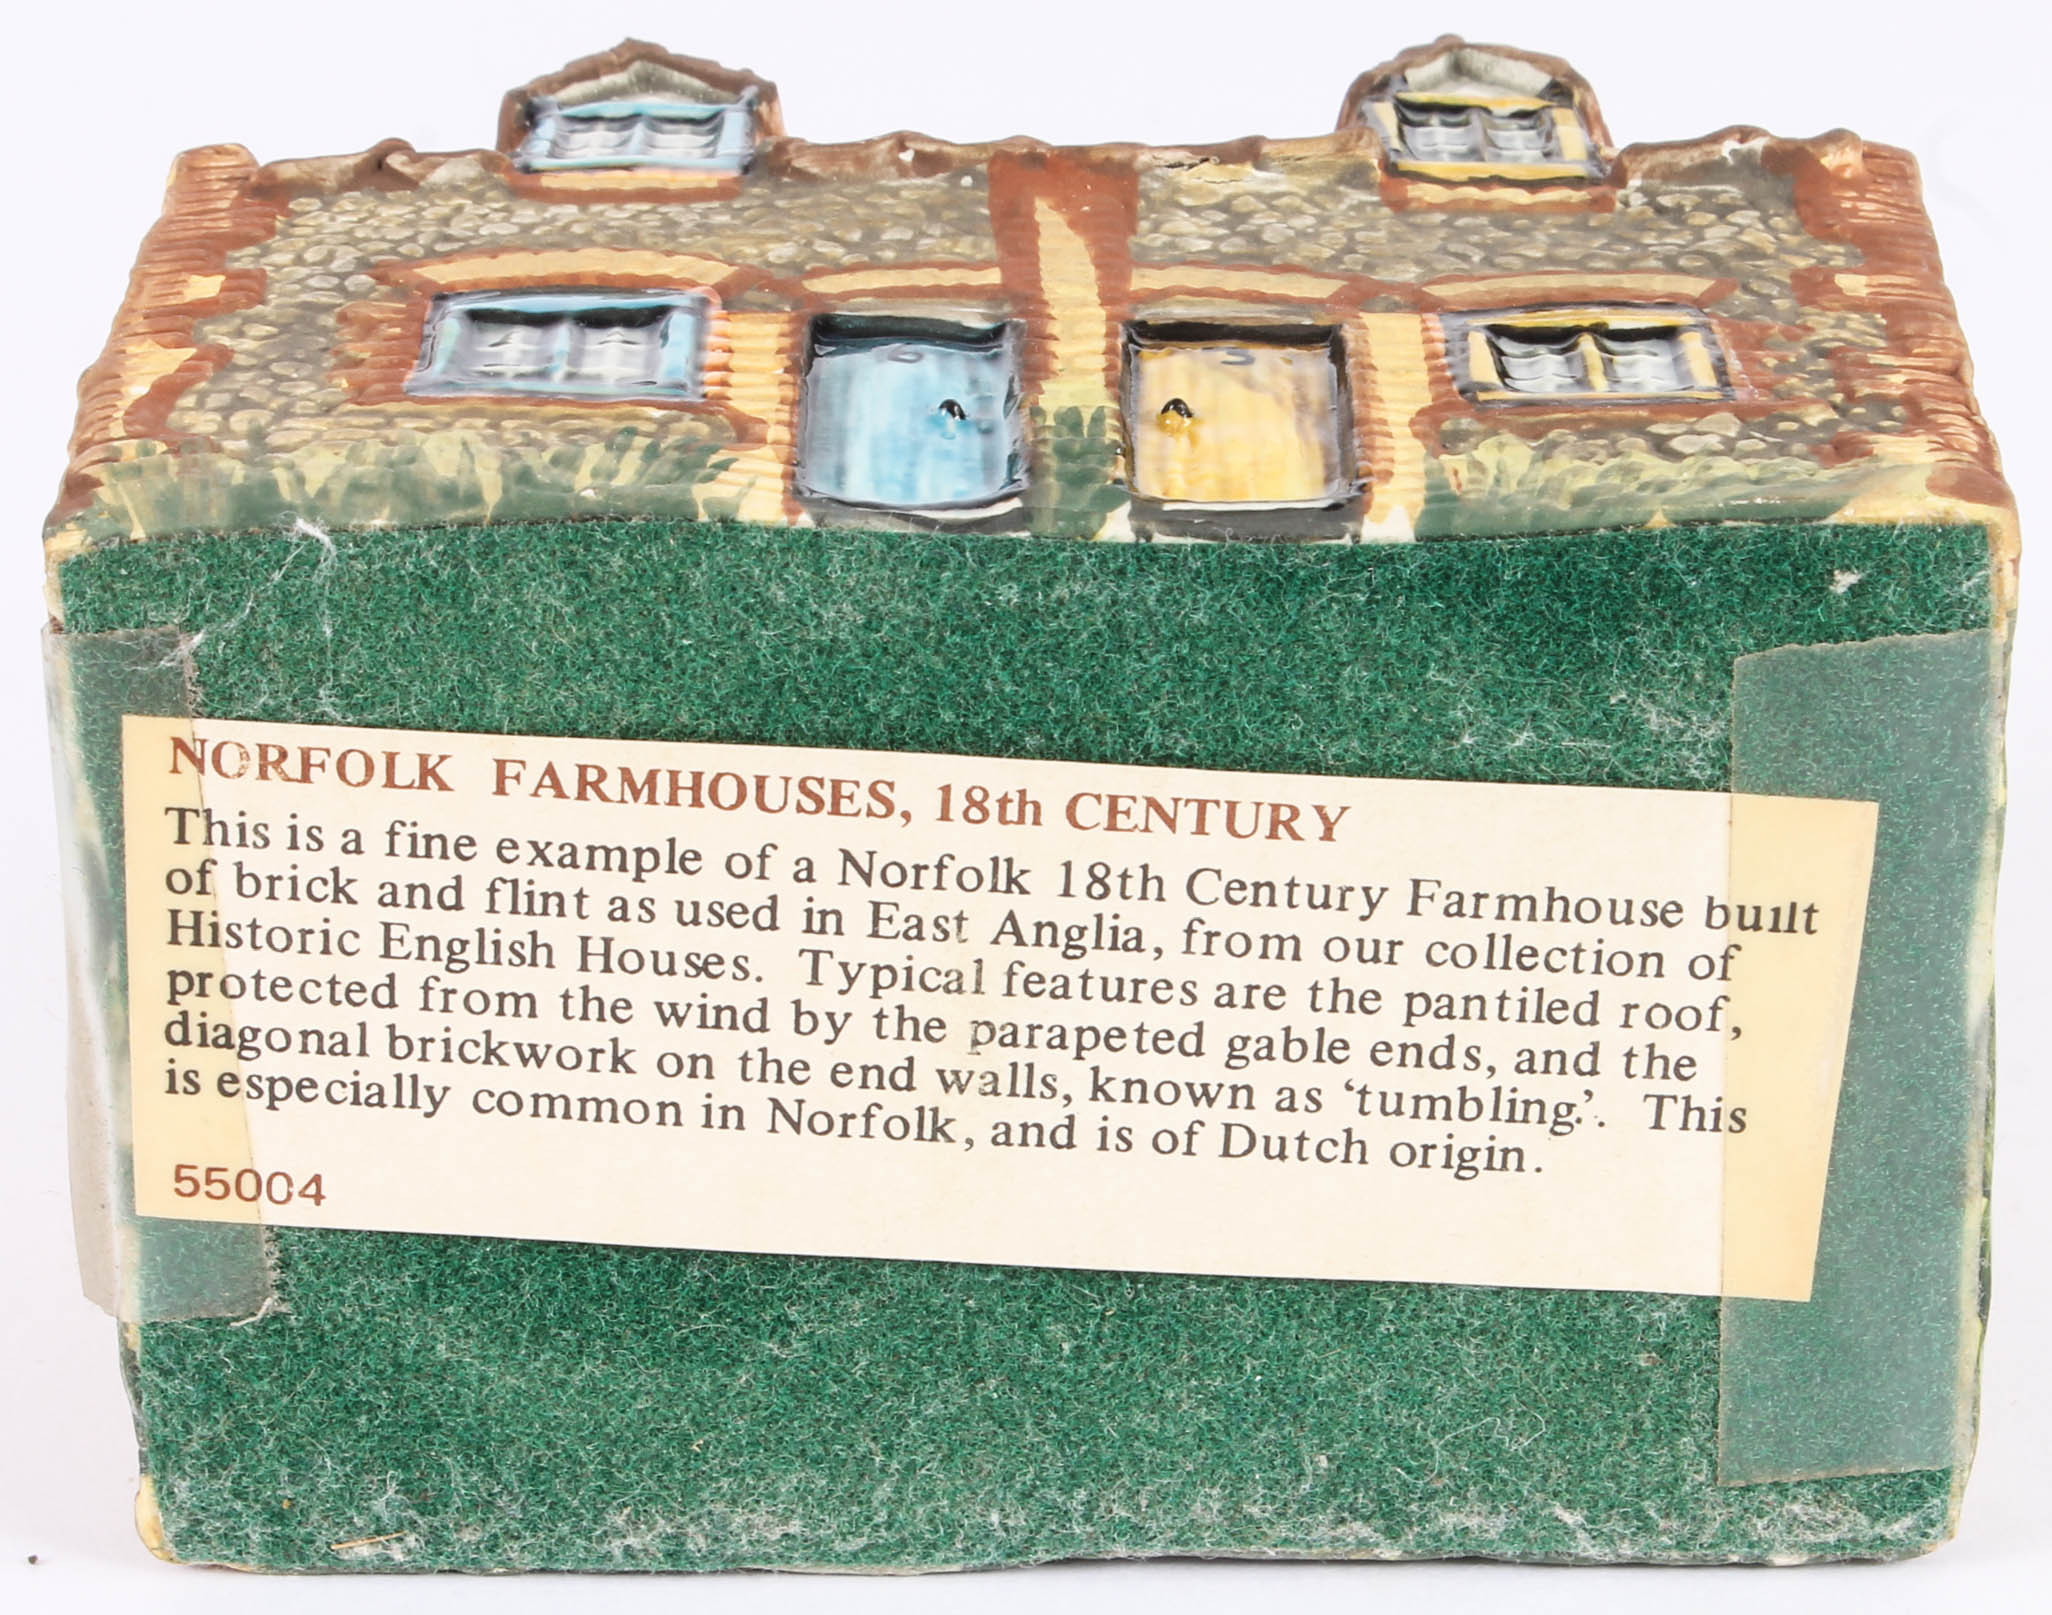 6
5
NORFOLK FARMHOUSES, 18th CENTURY
This is a fine example of a Norfolk 18th Century Farmhouse built
of brick and flint as used in East Anglia, from our collection of
Historic English Houses. Typical features are the pantiled roof,
protected from the wind by the parapeted gable ends, and the
diagonal brickwork on the end walls, known as ‘tumbling.’. This
is especially common in Norfolk, and is of Dutch origin.
55004